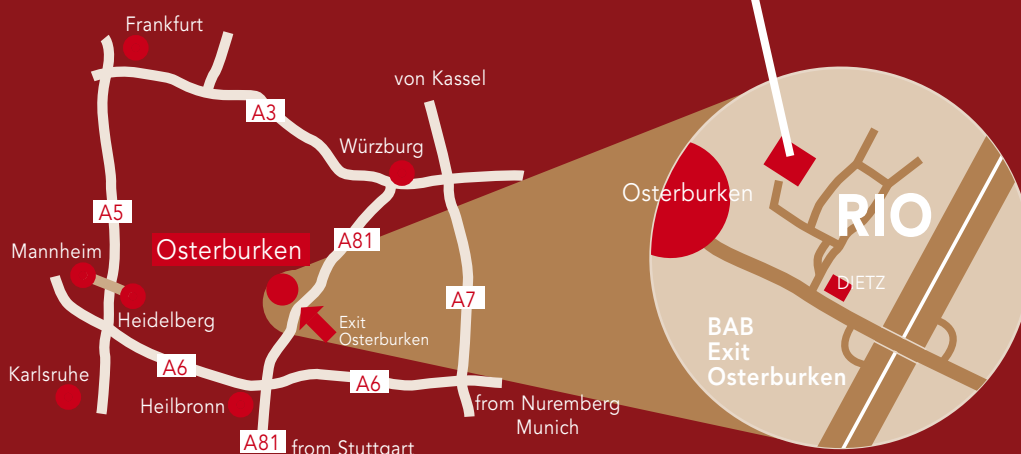 Frankfurt
von Kassel
A3
Würzburg
Osterburken
A5
RIO
A81
Osterburken
Mannheim
DIETZ
A7
Heidelberg
Exit
Osterburken
BAB
Exit
Osterburken
A6
Karlsruhe
A6
Heilbronn
from Nuremberg
Munich
A81
from Stuttgart